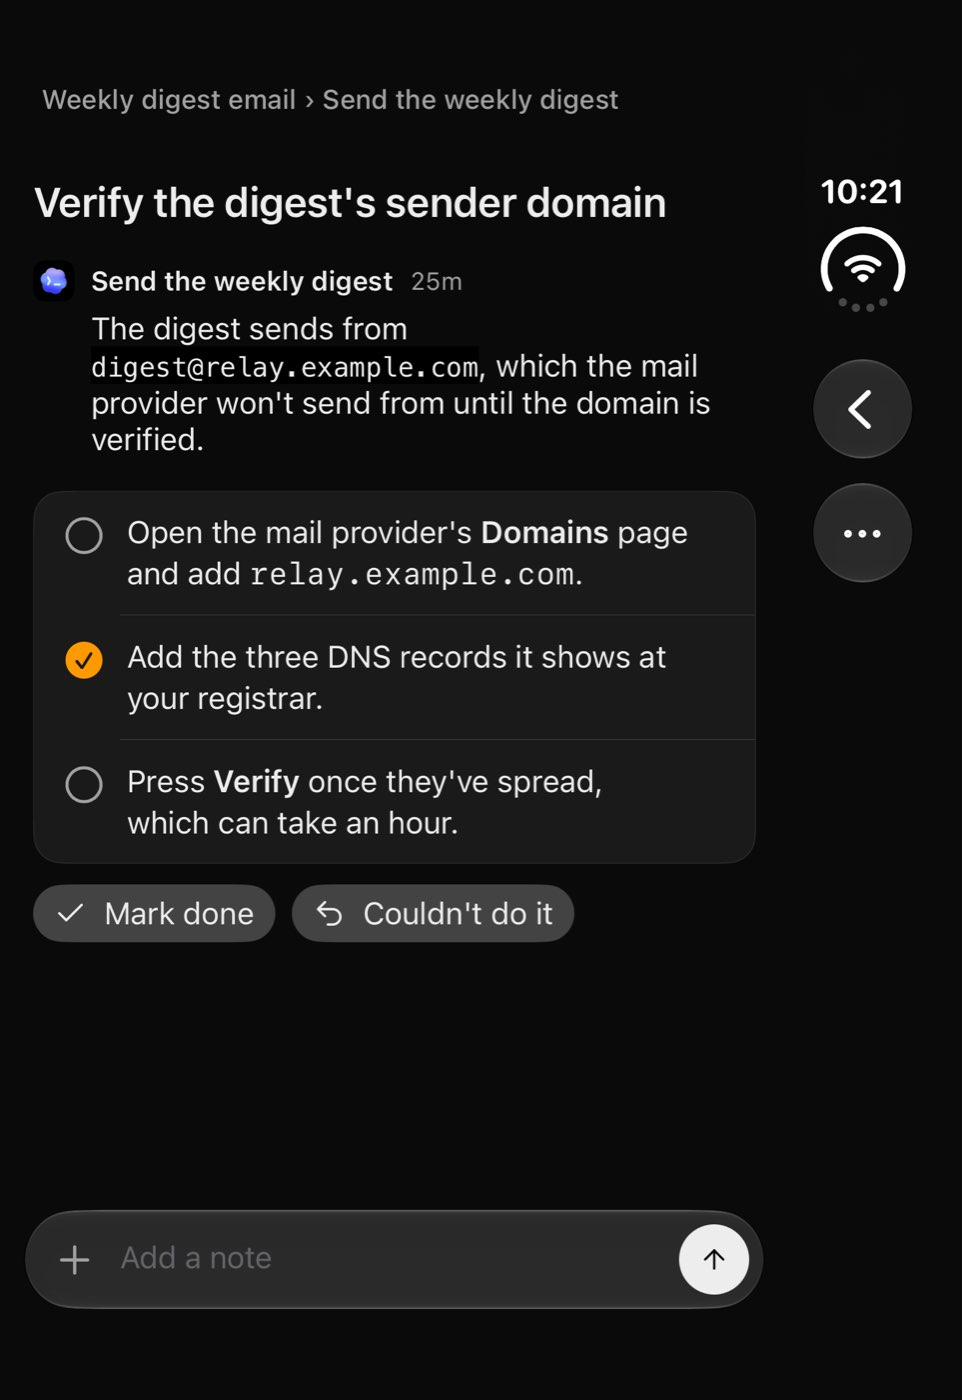 Weekly digest email › Send the weekly digest
Verify the digest's sender domain
10:21
Send the weekly digest 25m
The digest sends from
digest@relay.example.com, which the mail
provider won't send from until the domain is
verified.
Open the mail provider's Domains page
and add relay.example.com.
Add the three DNS records it shows at
your registrar.
Press Verify once they've spread,
which can take an hour.
Mark done
Couldn't do it
Add a note